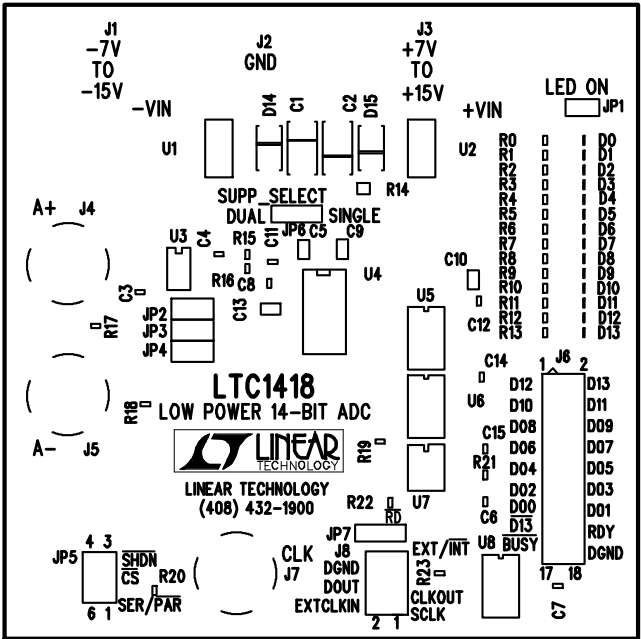 J1
-7V
TO
-15V
J2
GND
J3
+7V
TO
+15V
LED ON
JP1
-VIN
D14
C1
C2
D15
+VIN
U1
U2
R0 D0
R1 D1
R2 D2
R3 D3
R4 D4
R5 D5
R6 D6
R7 D7
R8 D8
R9 D9
R10 D10
R11 D11
R12 D12
R13 D13
R14
SUPP_SELECT
DUAL SINGLE
JP6
A+
J4
U3
C4
R15
C11
C5
C9
R16
C8
U4
C10
C3
C13
U5
C12
JP2
JP3
JP4
R17
C14
1 J6 2
LTC1418
LOW POWER 14-BIT ADC
R18
U6
D12 D13
D10 D11
D08 D09
D06 D07
D04 D05
D02 D03
D00 D01
D13 RDY
BUSY DGND
17 18
A-
J5
LT LINEAR
TECHNOLOGY
R19
C15
R21
LINEAR TECHNOLOGY
(408) 432-1900
U7
R22
RD
C6
JP7
U8
4 3
JP5
SHDN
CS
R20
SER/PAR
6 1
CLK
J7
J8
DGND
DOUT
EXTCLKIN
2 1
EXT/INT
R23
CLKOUT
SCLK
C7